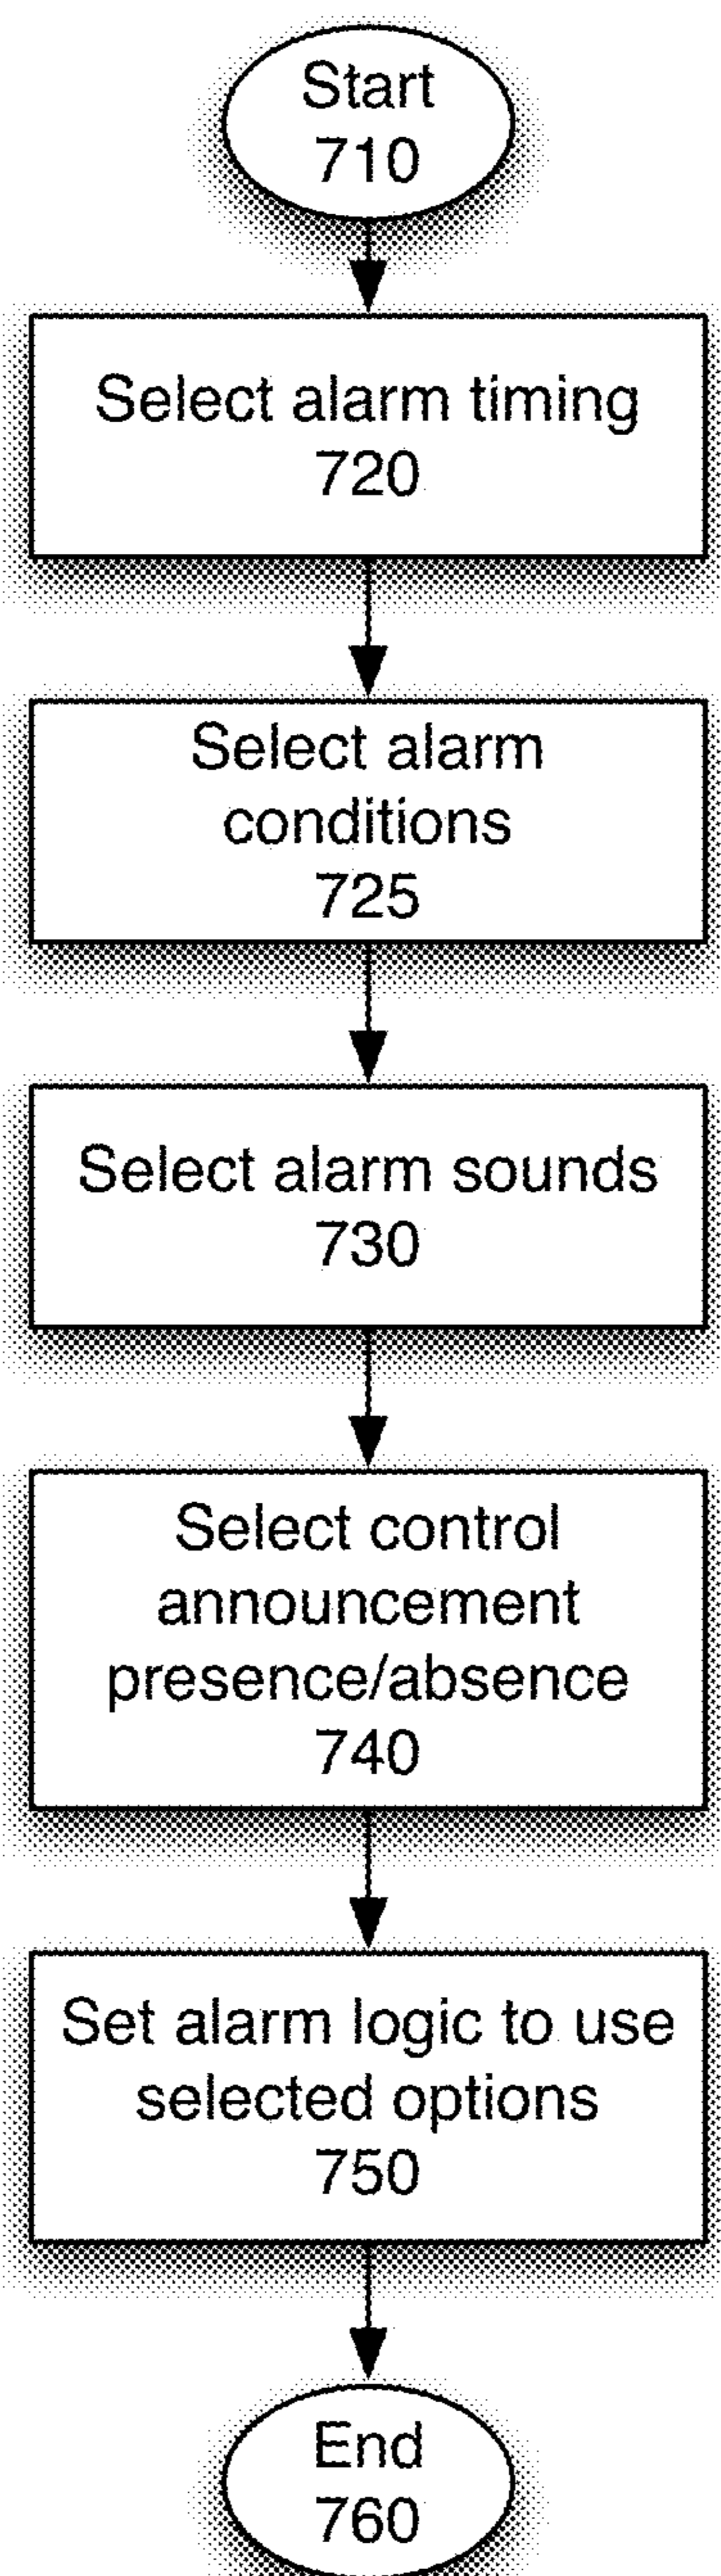 Start
710
Select alarm timing
720
Select alarm
conditions
725
Select alarm sounds
730
Select control
announcement
presence/absence
740
Set alarm logic to use
selected options
750
End
760